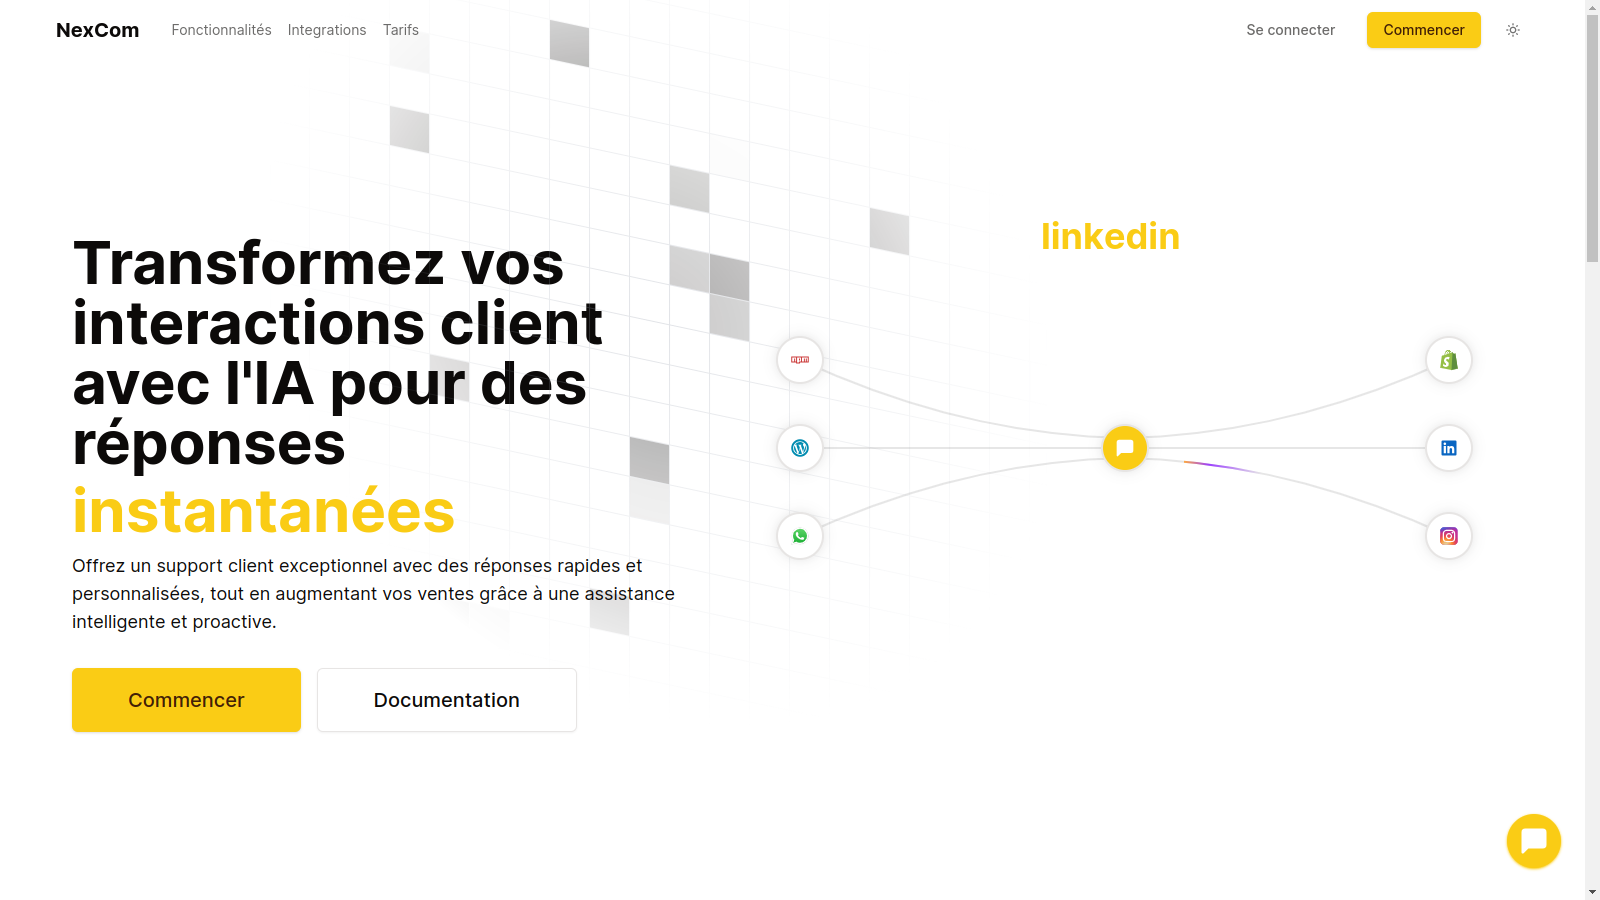 NexCom
Fonctionnalités
Integrations
Tarifs
Se connecter
Commencer
Transformez vos
interactions client
avec l'IA pour des
réponses
instantanées
Offrez un support client exceptionnel avec des réponses rapides et
personnalisées, tout en augmentant vos ventes grâce à une assistance
intelligente et proactive.
Commencer
Documentation
linkedin
npm
in